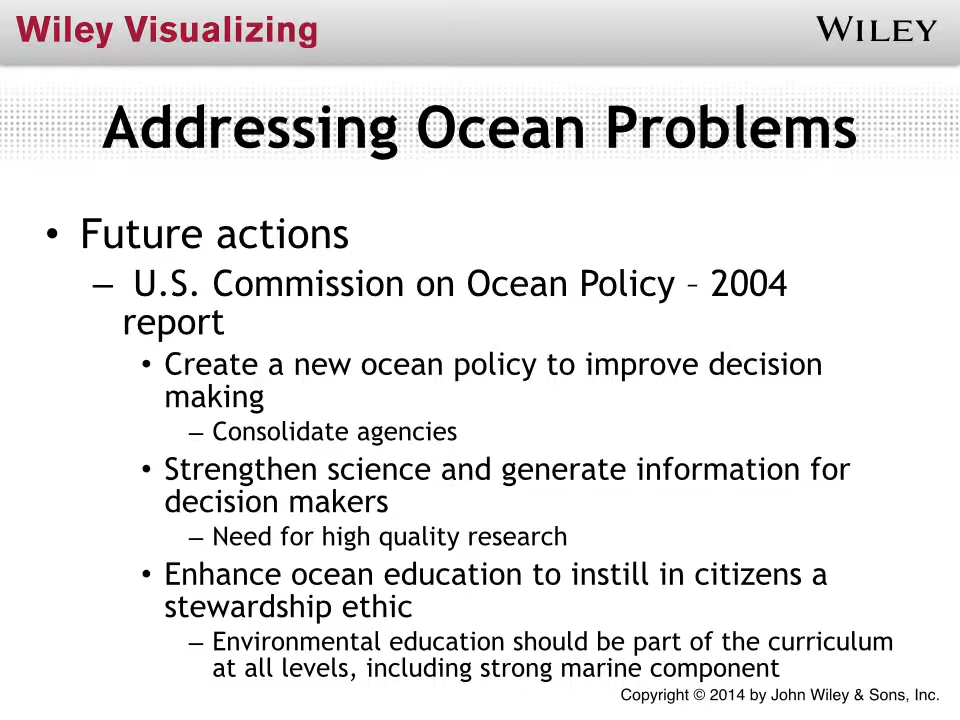 Wiley Visualizing
WILEY
Addressing Ocean Problems
• Future actions
– U.S. Commission on Ocean Policy – 2004
report
• Create a new ocean policy to improve decision
making
– Consolidate agencies
• Strengthen science and generate information for
decision makers
– Need for high quality research
• Enhance ocean education to instill in citizens a
stewardship ethic
– Environmental education should be part of the curriculum
at all levels, including strong marine component
Copyright © 2014 by John Wiley & Sons, Inc.